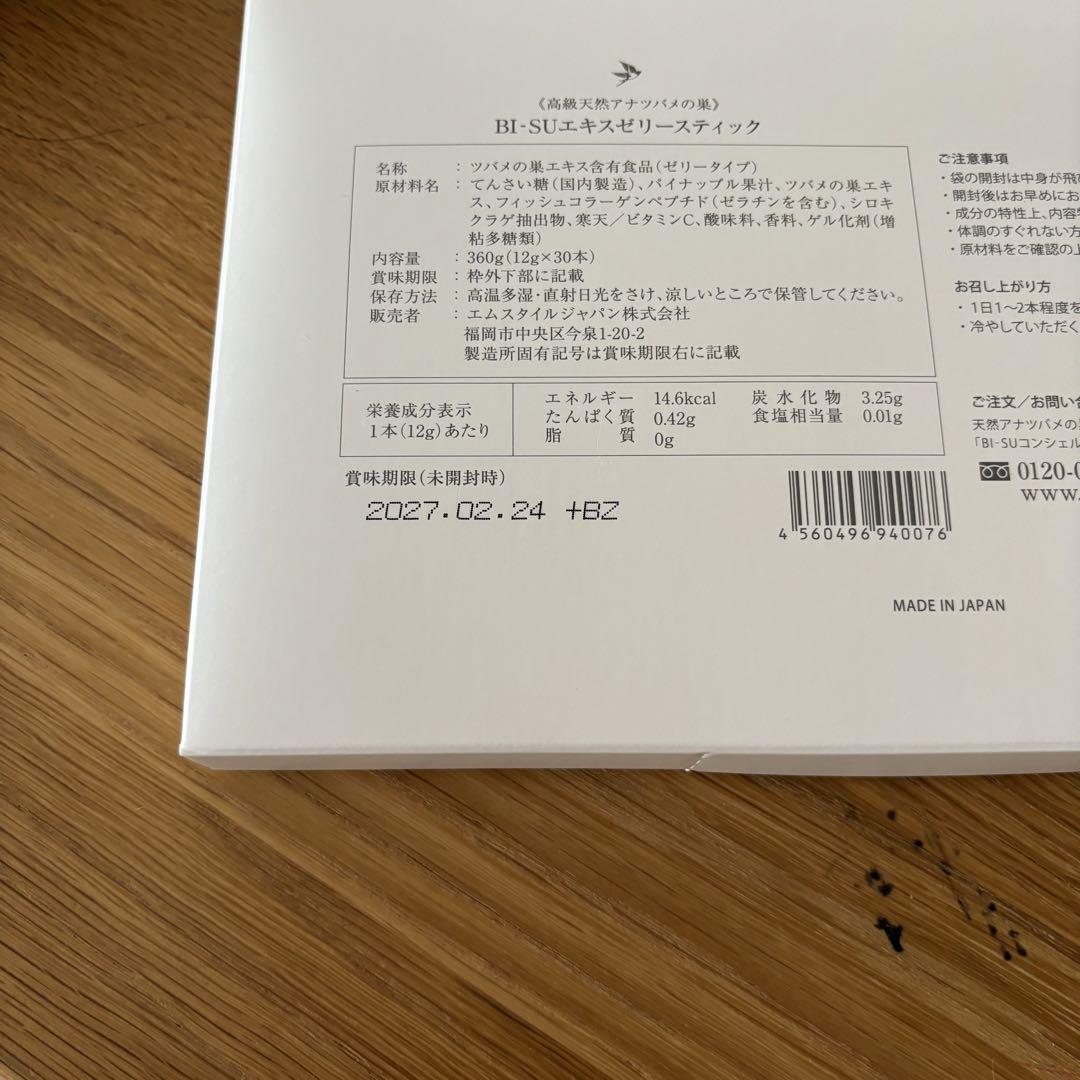 《高級天然アナツバメの巣》
BI-SUエキスゼリースティック
名称 : ツバメの巣エキス含有食品(ゼリータイプ)
原材料名 : てんさい糖(国内製造)、パイナップル果汁、ツバメの巣エキ
ス、フィッシュコラーゲンペプチド(ゼラチンを含む)、シロキ
クラゲ抽出物、寒天／ビタミンC、酸味料、香料、ゲル化剤(増
粘多糖類)
内容量 : 360g(12g×30本)
賞味期限 : 枠外下部に記載
保存方法 : 高温多湿・直射日光をさけ、涼しいところで保管してください。
販売者 : エムスタイルジャパン株式会社
福岡市中央区今泉1-20-2
製造所固有記号は賞味期限右に記載
栄養成分表示
1本(12g)あたり
エネルギー 14.6kcal 炭水化物 3.25g
たんぱく質 0.42g 食塩相当量 0.01g
脂質 0g
賞味期限(未開封時)
2027.02.24 +BZ
4 560496 940076
MADE IN JAPAN
ご注意事項
・袋の開封は中身が飛
・開封後はお早めにお
・成分の特性上、内容
・体調のすぐれない方
・原材料をご確認の上
お召し上がり方
・1日1〜2本程度を
・冷やしていただく
ご注文／お問い合
天然アナツバメの
「BI-SUコンシェル
0120-0
www.